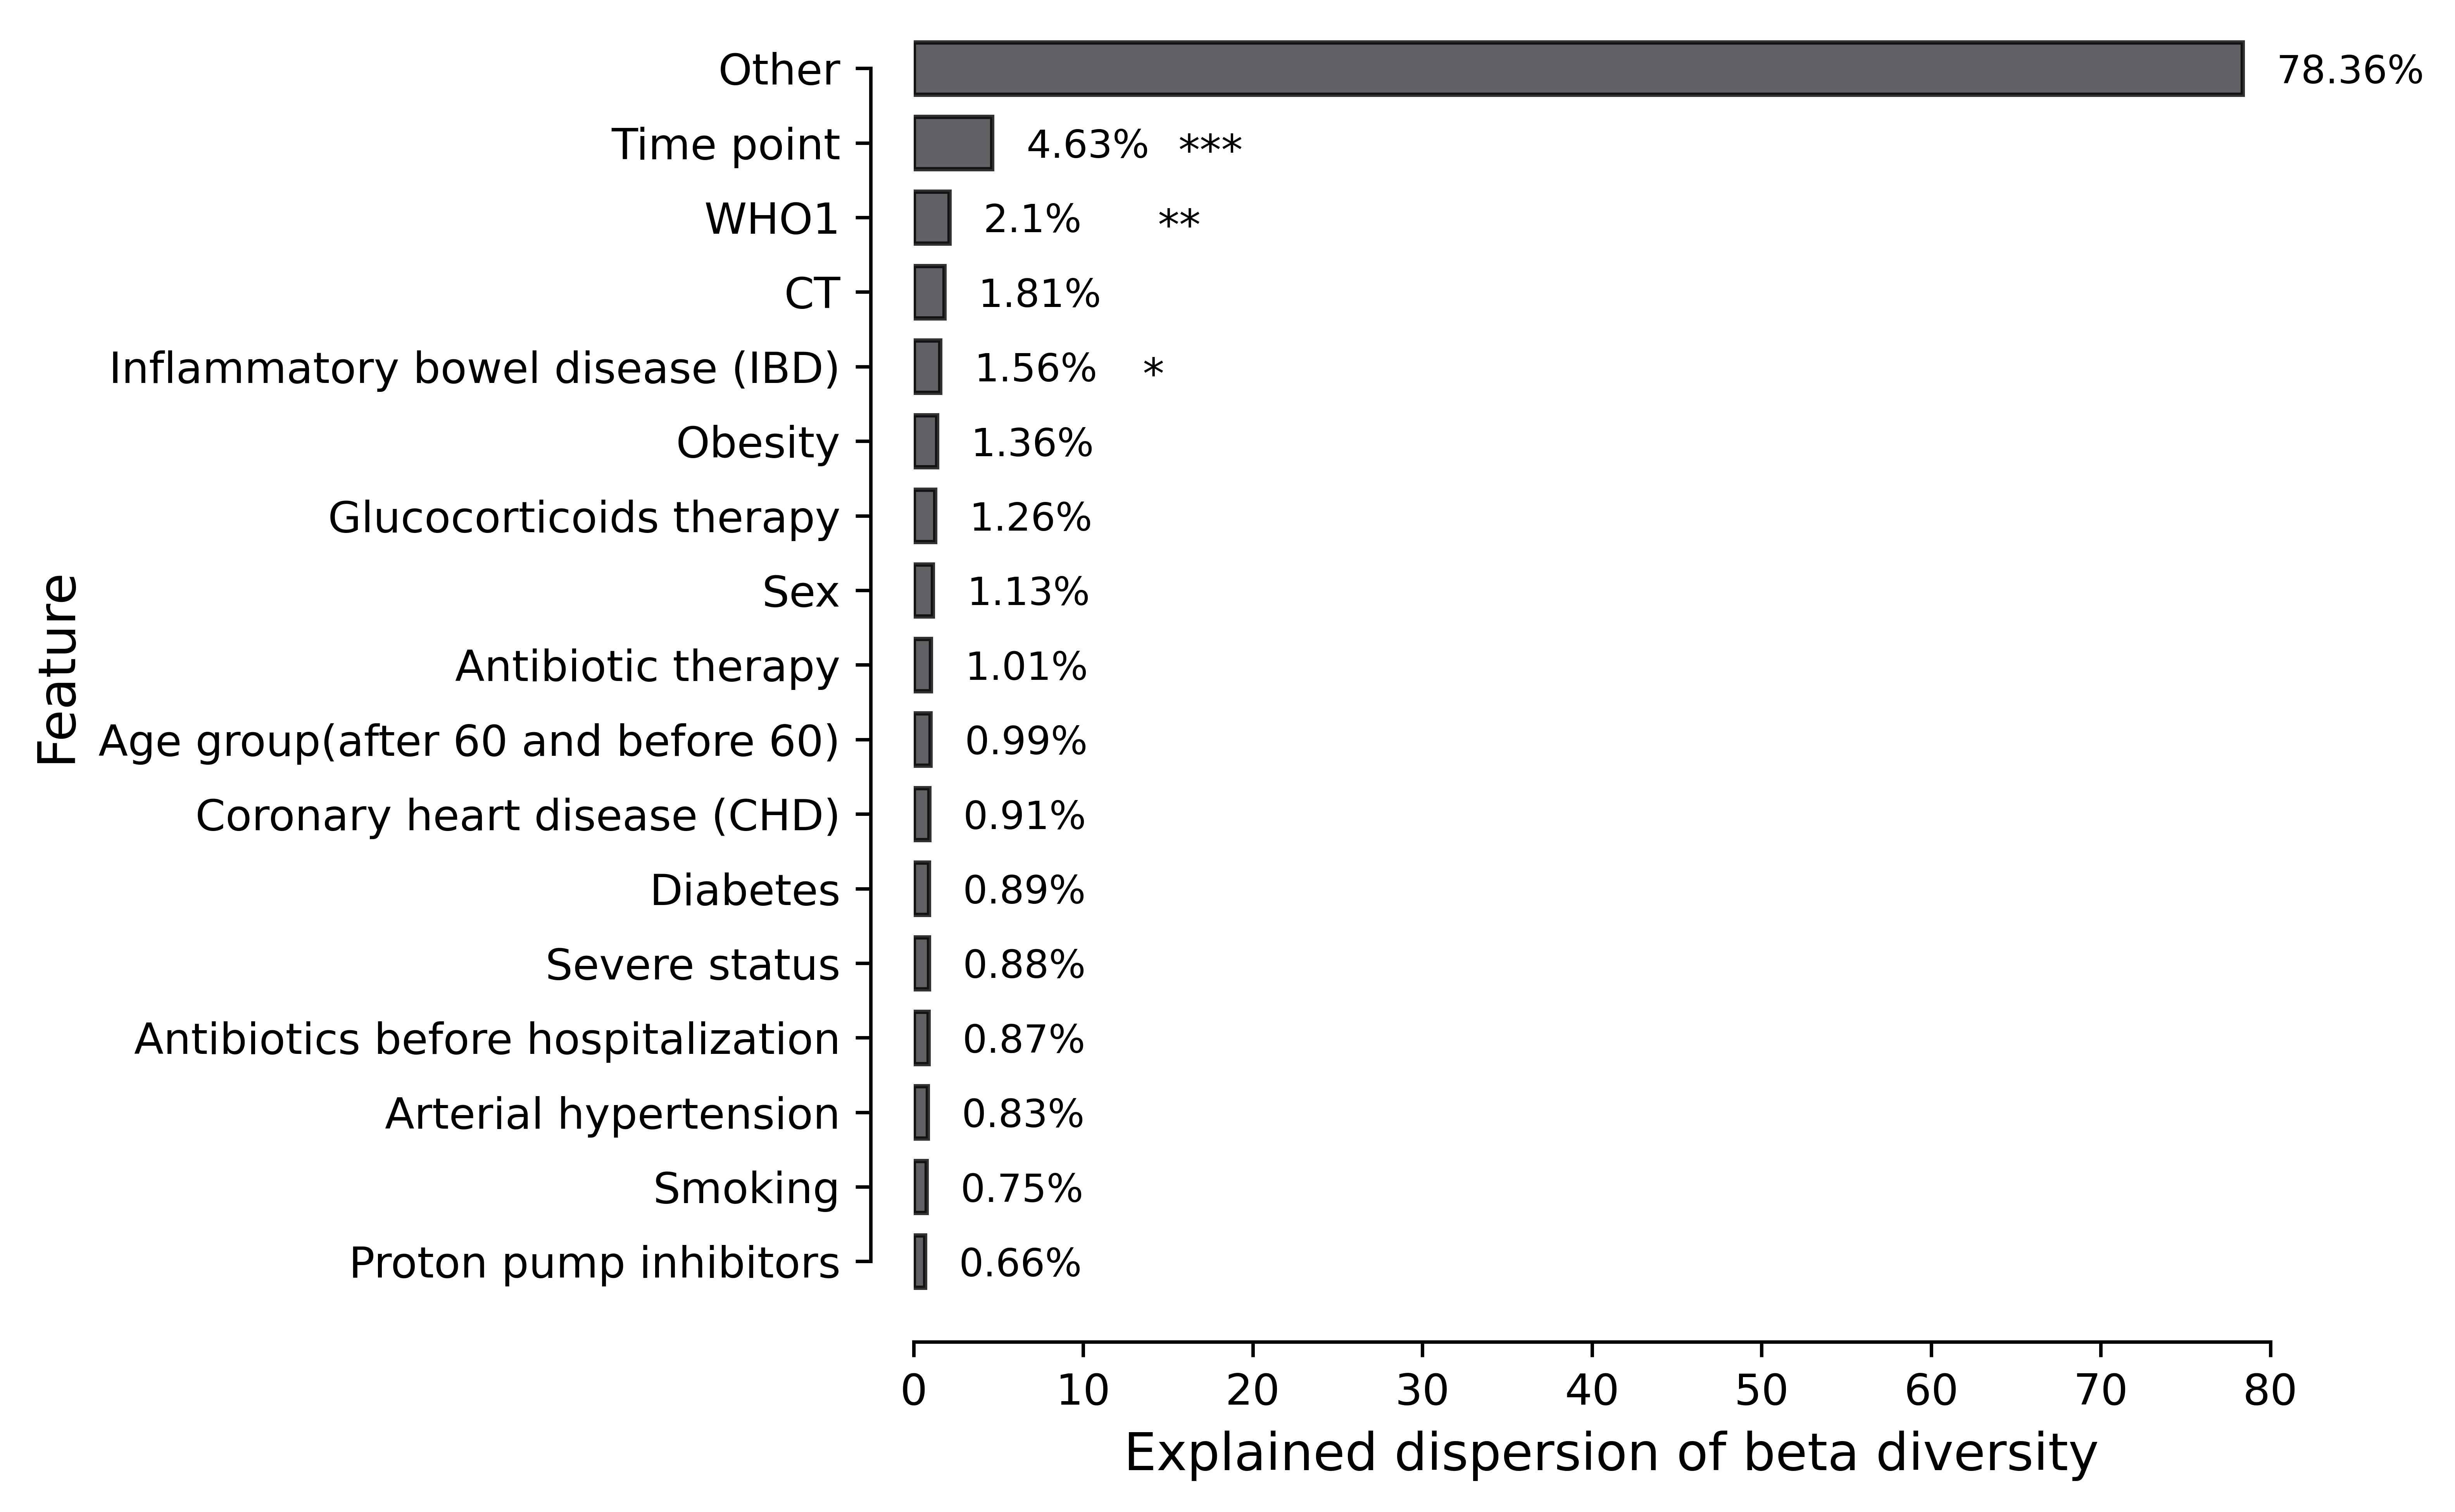 Other 78.36%
Time point 4.63% ***
WHO1 2.1% **
CT 1.81%
Inflammatory bowel disease (IBD) 1.56% *
Obesity 1.36%
Glucocorticoids therapy 1.26%
Sex 1.13%
Antibiotic therapy 1.01%
Age group(after 60 and before 60) 0.99%
Coronary heart disease (CHD) 0.91%
Diabetes 0.89%
Severe status 0.88%
Antibiotics before hospitalization 0.87%
Arterial hypertension 0.83%
Smoking 0.75%
Proton pump inhibitors 0.66%
Feature
0 10 20 30 40 50 60 70 80
Explained dispersion of beta diversity